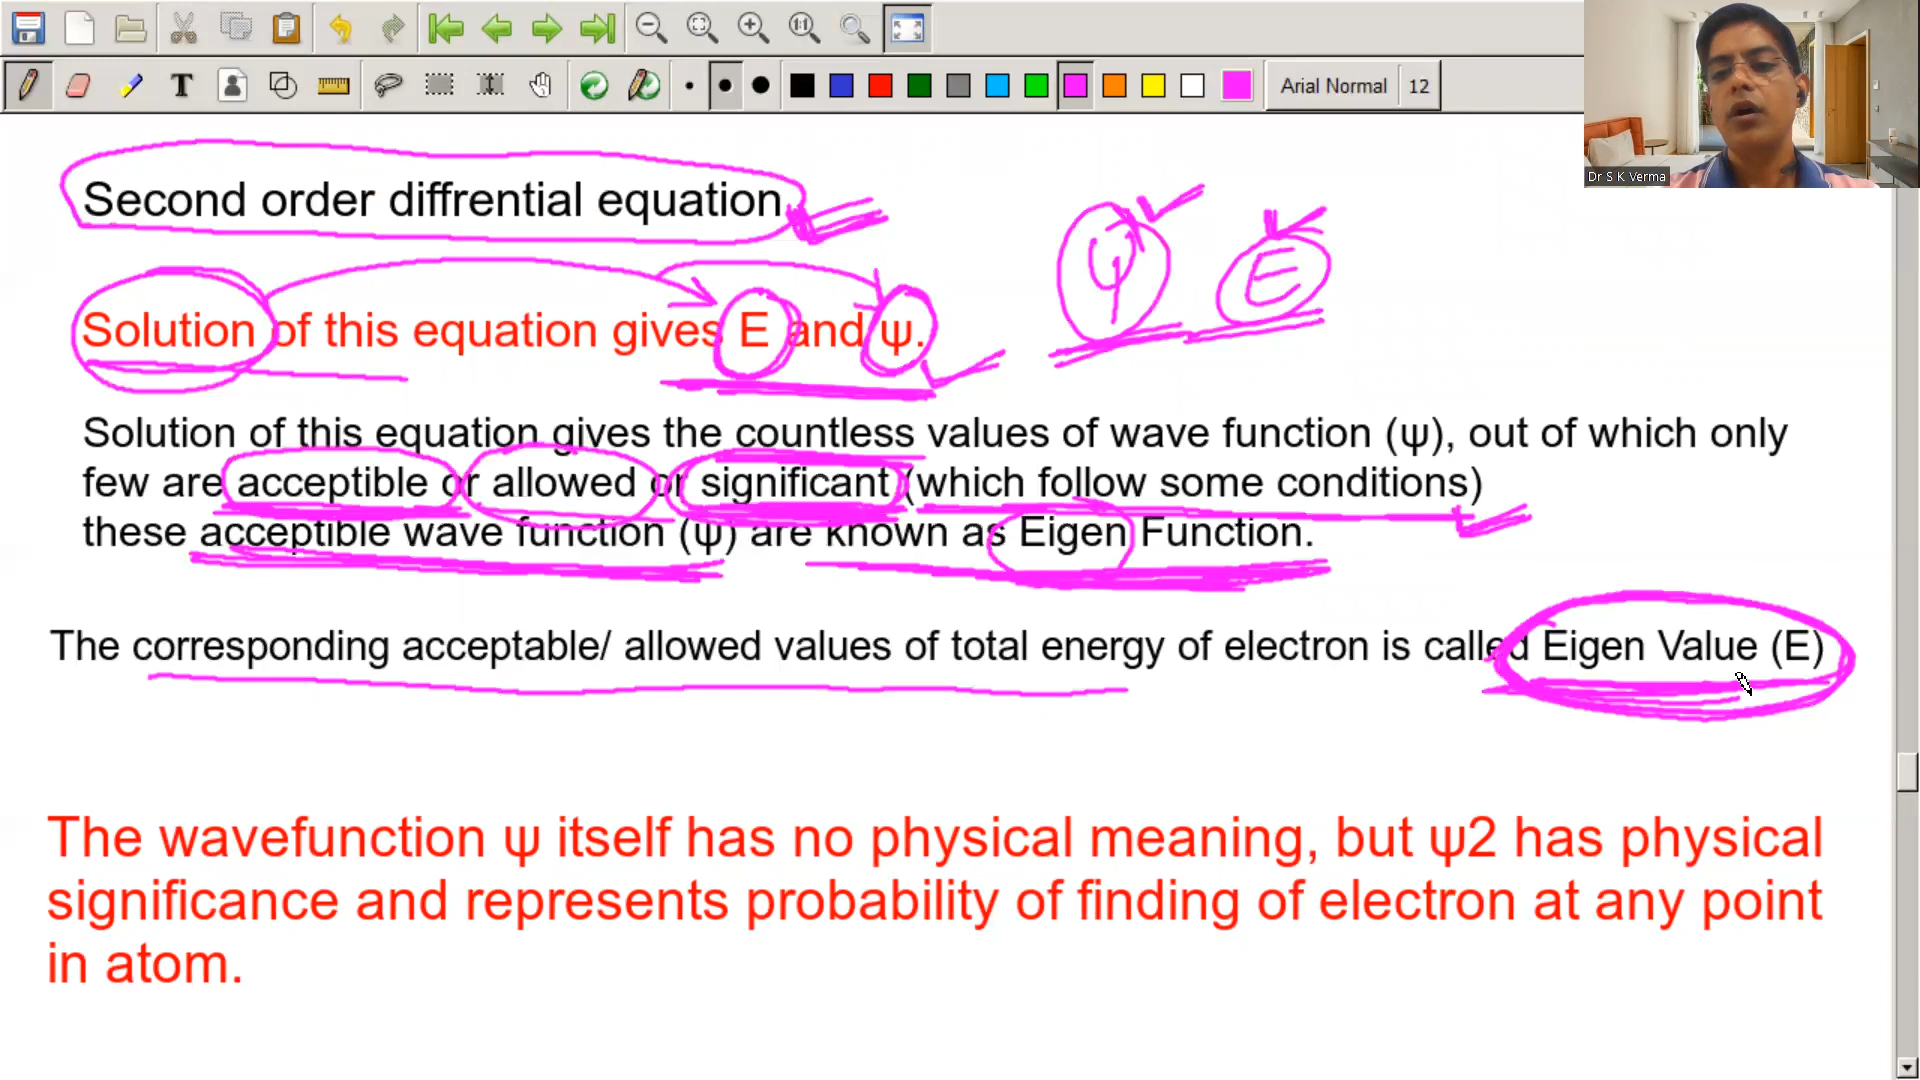 T
1:1
Arial Normal 12
Dr S K Verma
Second order diffrential equation
ψ E
Solution of this equation gives E and ψ.
Solution of this equation gives the countless values of wave function (ψ), out of which only
few are acceptible or allowed or significant (which follow some conditions)
these acceptible wave function (ψ) are known as Eigen Function.
The corresponding acceptable/ allowed values of total energy of electron is called Eigen Value (E)
The wavefunction ψ itself has no physical meaning, but ψ2 has physical
significance and represents probability of finding of electron at any point
in atom.